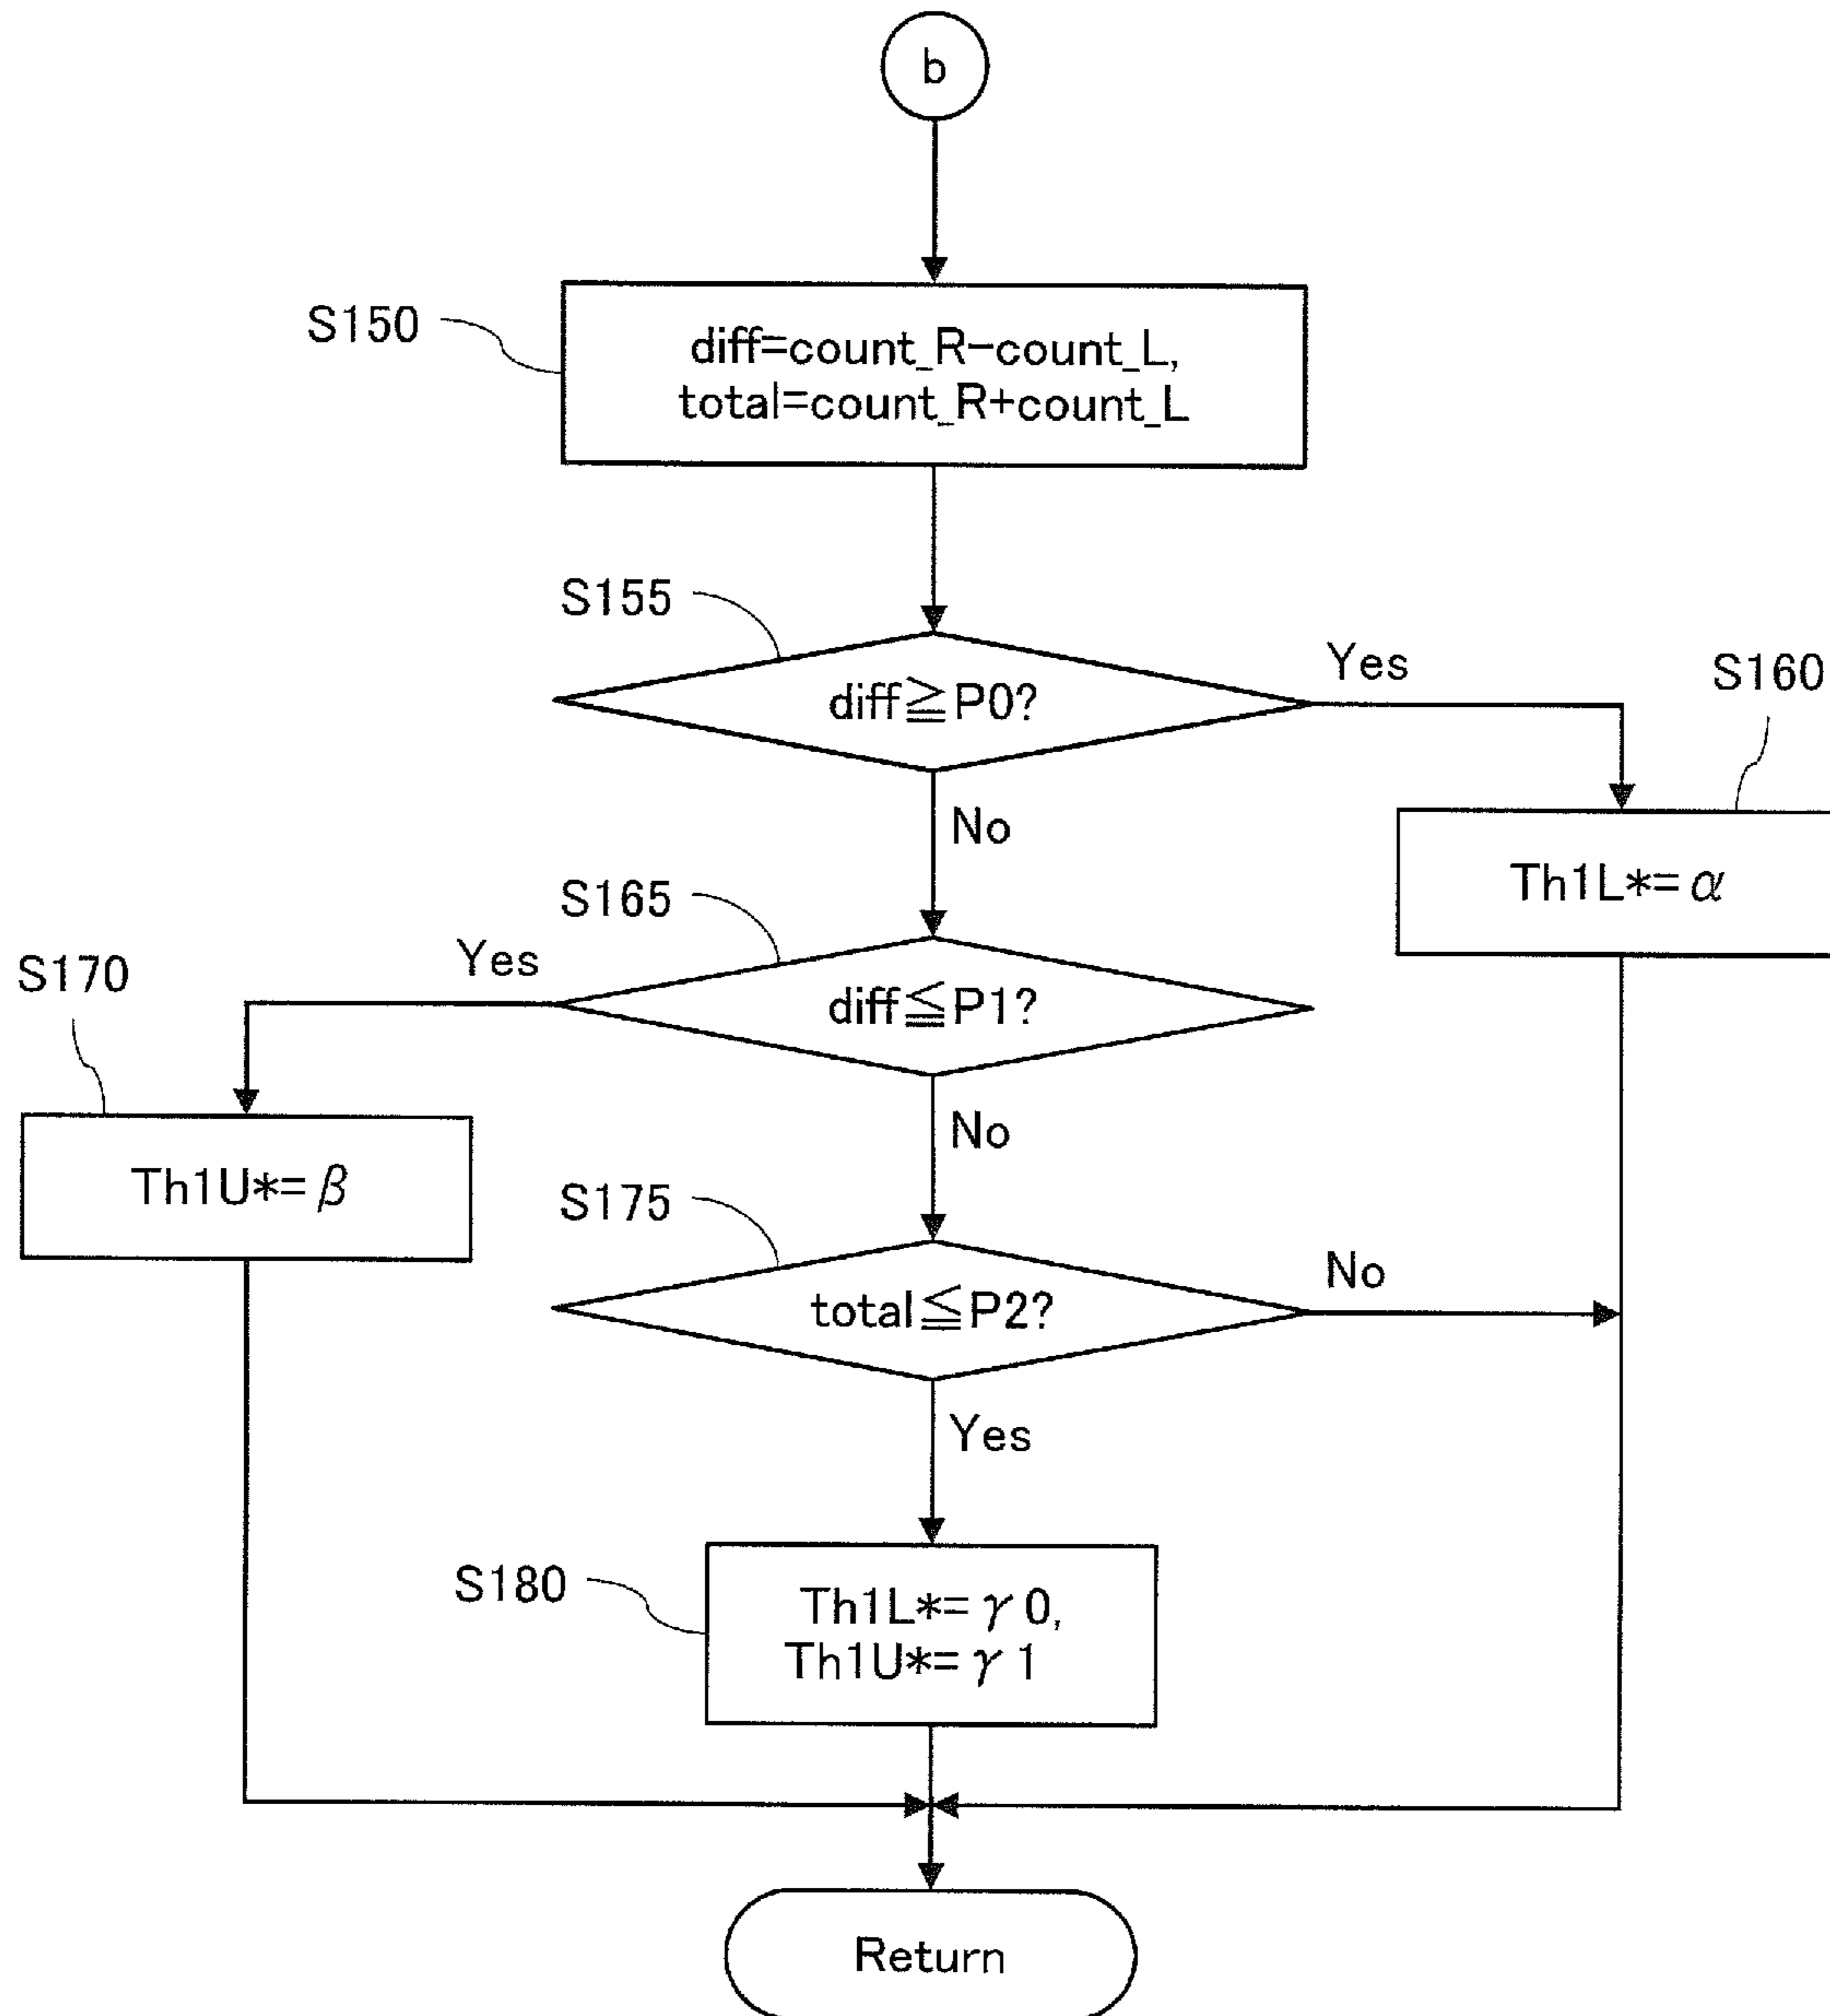 b
S150
diff=count_R-count_L,
total=count_R+count_L
S155
diff≧P0?
Yes
S160
Th1L*=α
No
S165
diff≦P1?
Yes
S170
Th1U*=β
No
S175
total≦P2?
No
Yes
S180
Th1L*=γ0,
Th1U*=γ1
Return